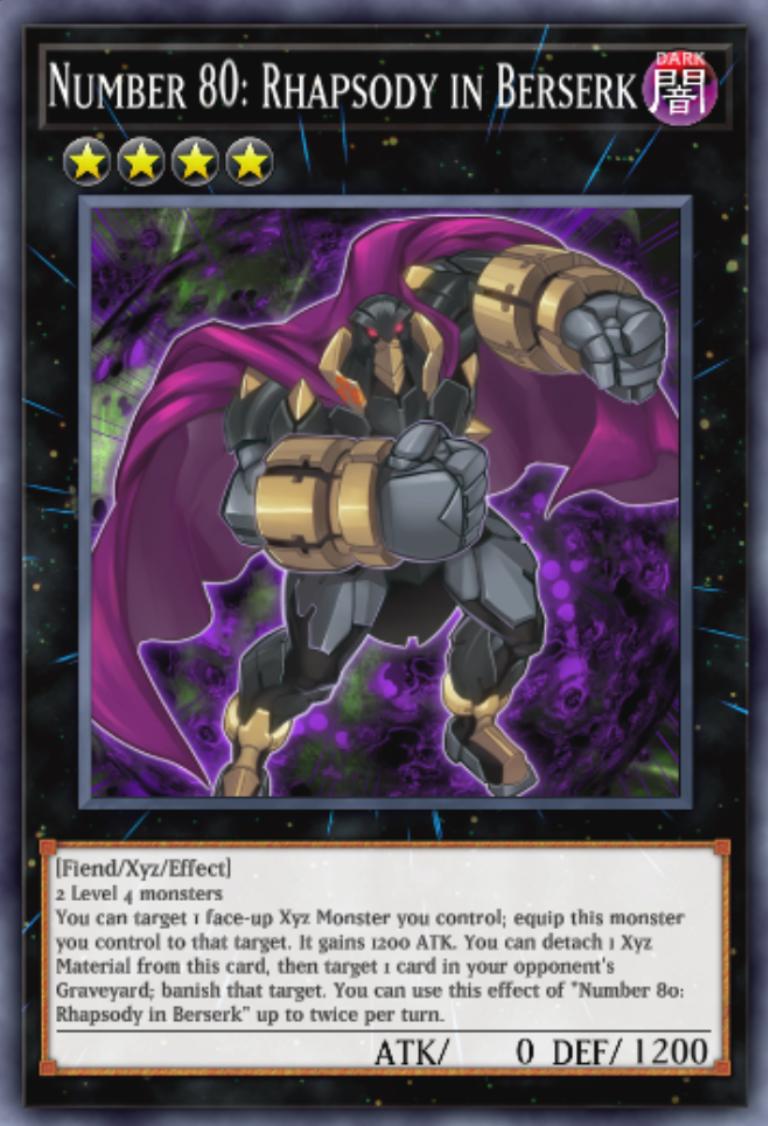 NUMBER 80: RHAPSODY IN BERSERK
DARK
闇
[Fiend/Xyz/Effect]
2 Level 4 monsters
You can target 1 face-up Xyz Monster you control; equip this monster
you control to that target. It gains 1200 ATK. You can detach 1 Xyz
Material from this card, then target 1 card in your opponent's
Graveyard; banish that target. You can use this effect of "Number 80:
Rhapsody in Berserk" up to twice per turn.
ATK/ 0 DEF/ 1200